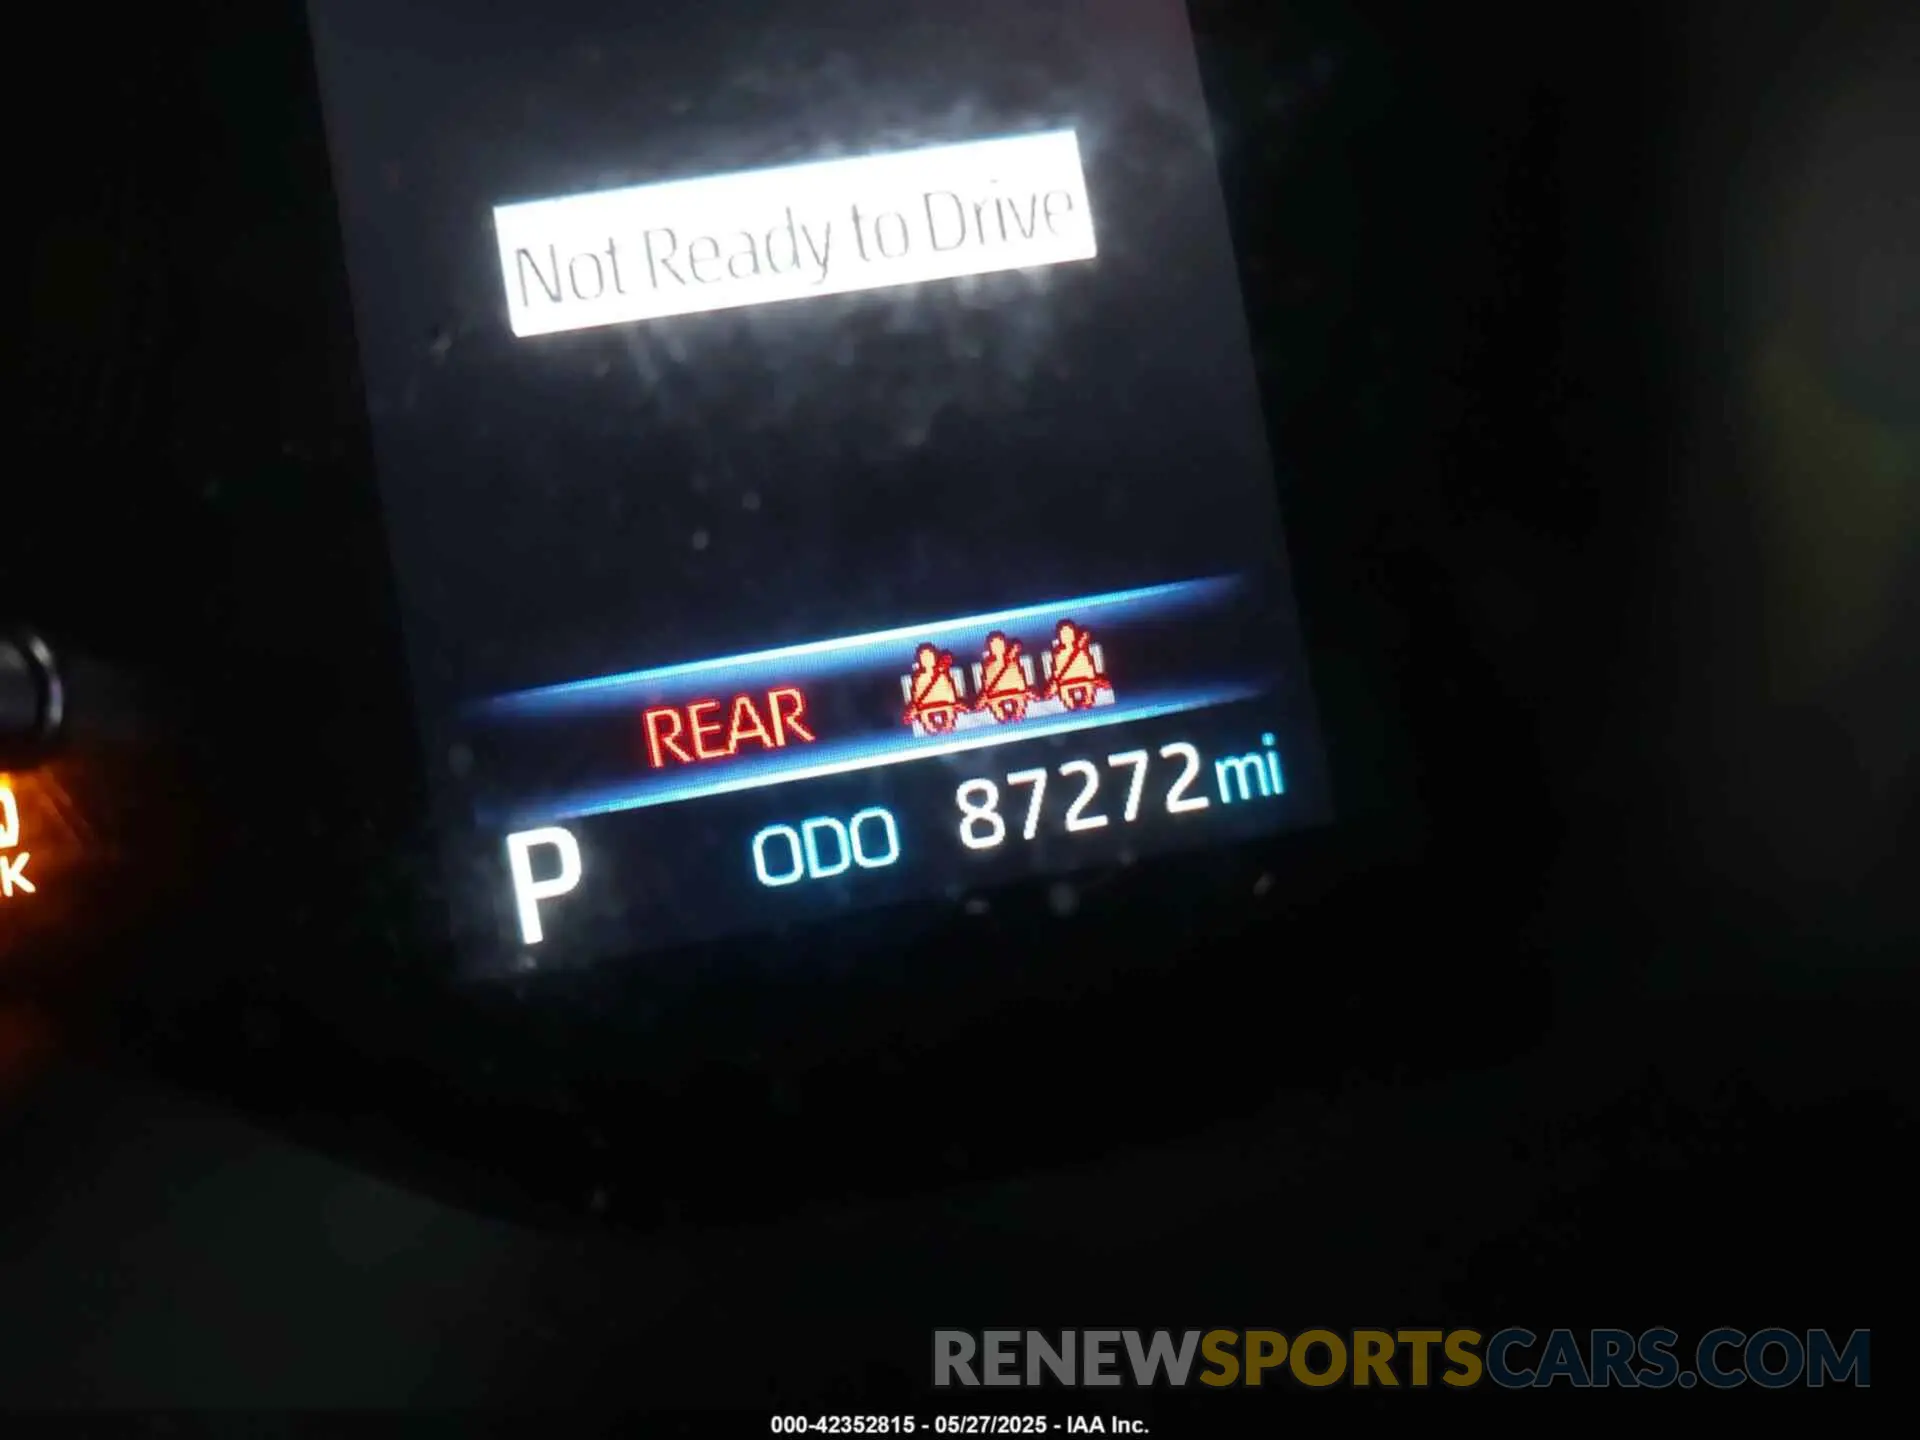 Not Ready to Drive
REAR
P ODO 87272 mi
K
RENEWSPORTSCARS.COM
000-42352815 - 05/27/2025 - IAA Inc.